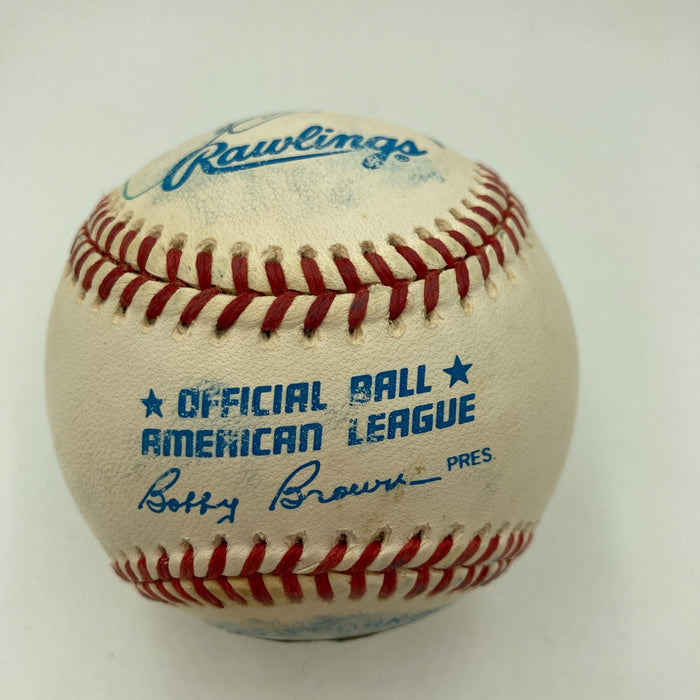 Rawlings®
★ OFFICIAL BALL ★
AMERICAN LEAGUE
Bobby Brown PRES.